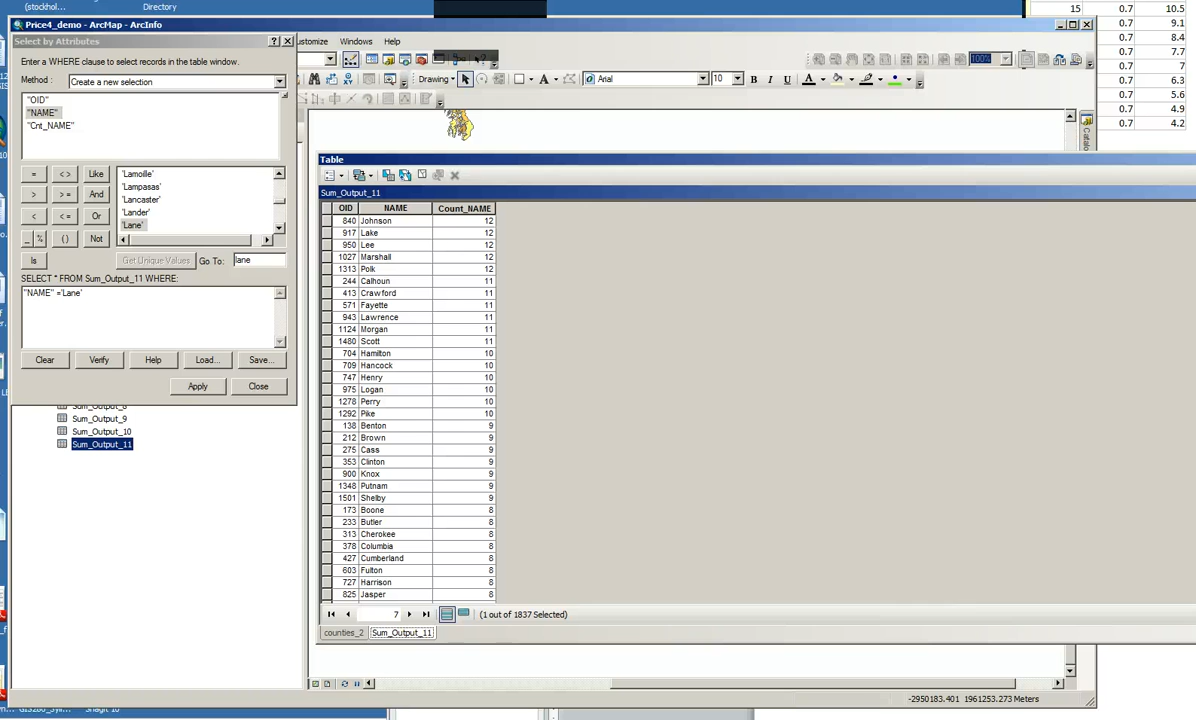 (stockhol...
Directory
15 0.7 10.5
0.7 9.1
0.7 8.4
0.7 7.7
0.7 7
0.7 6.3
0.7 5.6
0.7 4.9
0.7 4.2
Price4_demo - ArcMap - ArcInfo
Select by Attributes
ustomize Windows Help
Enter a WHERE clause to select records in the table window.
Method : Create a new selection
100%
Drawing Arial 10 B I U A
"OID"
"NAME"
"Cnt_NAME"
= < > Like
> > = And
< < = Or
_ % ( ) Not
Is
'Lamoille'
'Lampasas'
'Lancaster'
'Lander'
'Lane'
Get Unique Values Go To: lane
SELECT * FROM Sum_Output_11 WHERE:
"NAME" ='Lane'
Clear Verify Help Load... Save...
Apply Close
Sum_Output_8
Sum_Output_9
Sum_Output_10
Sum_Output_11
Table
Sum_Output_11
OID NAME Count_NAME
840 Johnson 12
917 Lake 12
950 Lee 12
1027 Marshall 12
1313 Polk 12
244 Calhoun 11
413 Crawford 11
571 Fayette 11
943 Lawrence 11
1124 Morgan 11
1480 Scott 11
704 Hamilton 10
709 Hancock 10
747 Henry 10
975 Logan 10
1278 Perry 10
1292 Pike 10
138 Benton 9
212 Brown 9
275 Cass 9
353 Clinton 9
900 Knox 9
1348 Putnam 9
1501 Shelby 9
173 Boone 8
233 Butler 8
313 Cherokee 8
378 Columbia 8
427 Cumberland 8
603 Fulton 8
727 Harrison 8
825 Jasper 8
7 (1 out of 1837 Selected)
counties_2 Sum_Output_11
-2950183.401 1961253.273 Meters